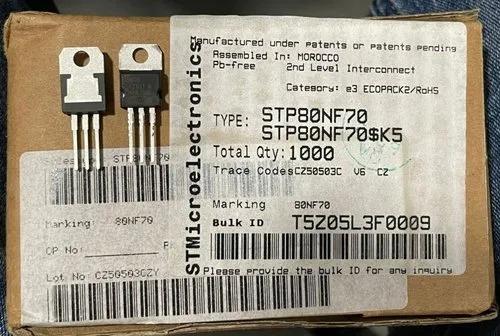 STMicroelectronics
Manufactured under patents or patents pending
Assembled In: MOROCCO
Pb-free 2nd Level Interconnect
Category: e3 ECOPACK2/RoHS
TYPE: STP80NF70
STP80NF70$K5
Total Qty: 1000
Trace Codes CZ50503C V6 CZ
Marking 80NF70
Bulk ID T5Z05L3F0009
Please provide the bulk ID for any inquiry
STP80NF70
Marking: 80NF70
OP No:
Lot No: CZ50503CZY